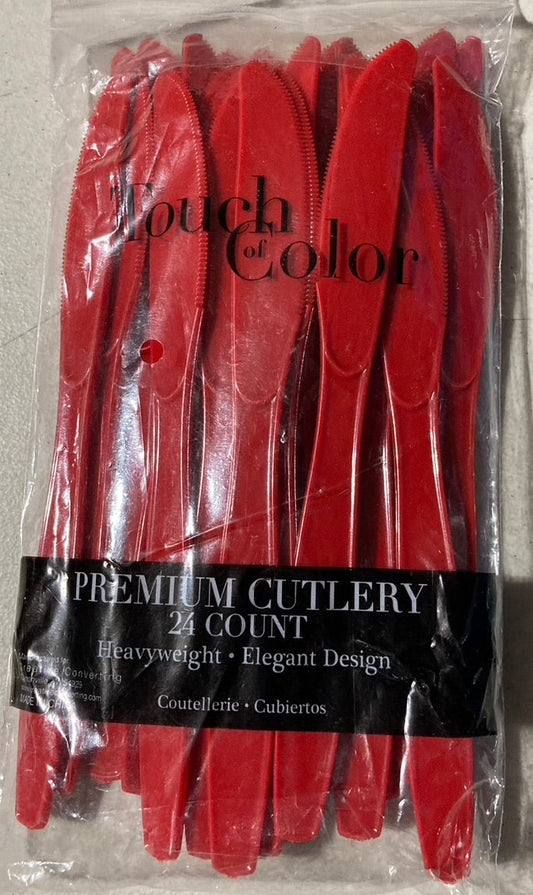 Touch
of
Color
PREMIUM CUTLERY
24 COUNT
Heavyweight • Elegant Design
Coutellerie • Cubiertos